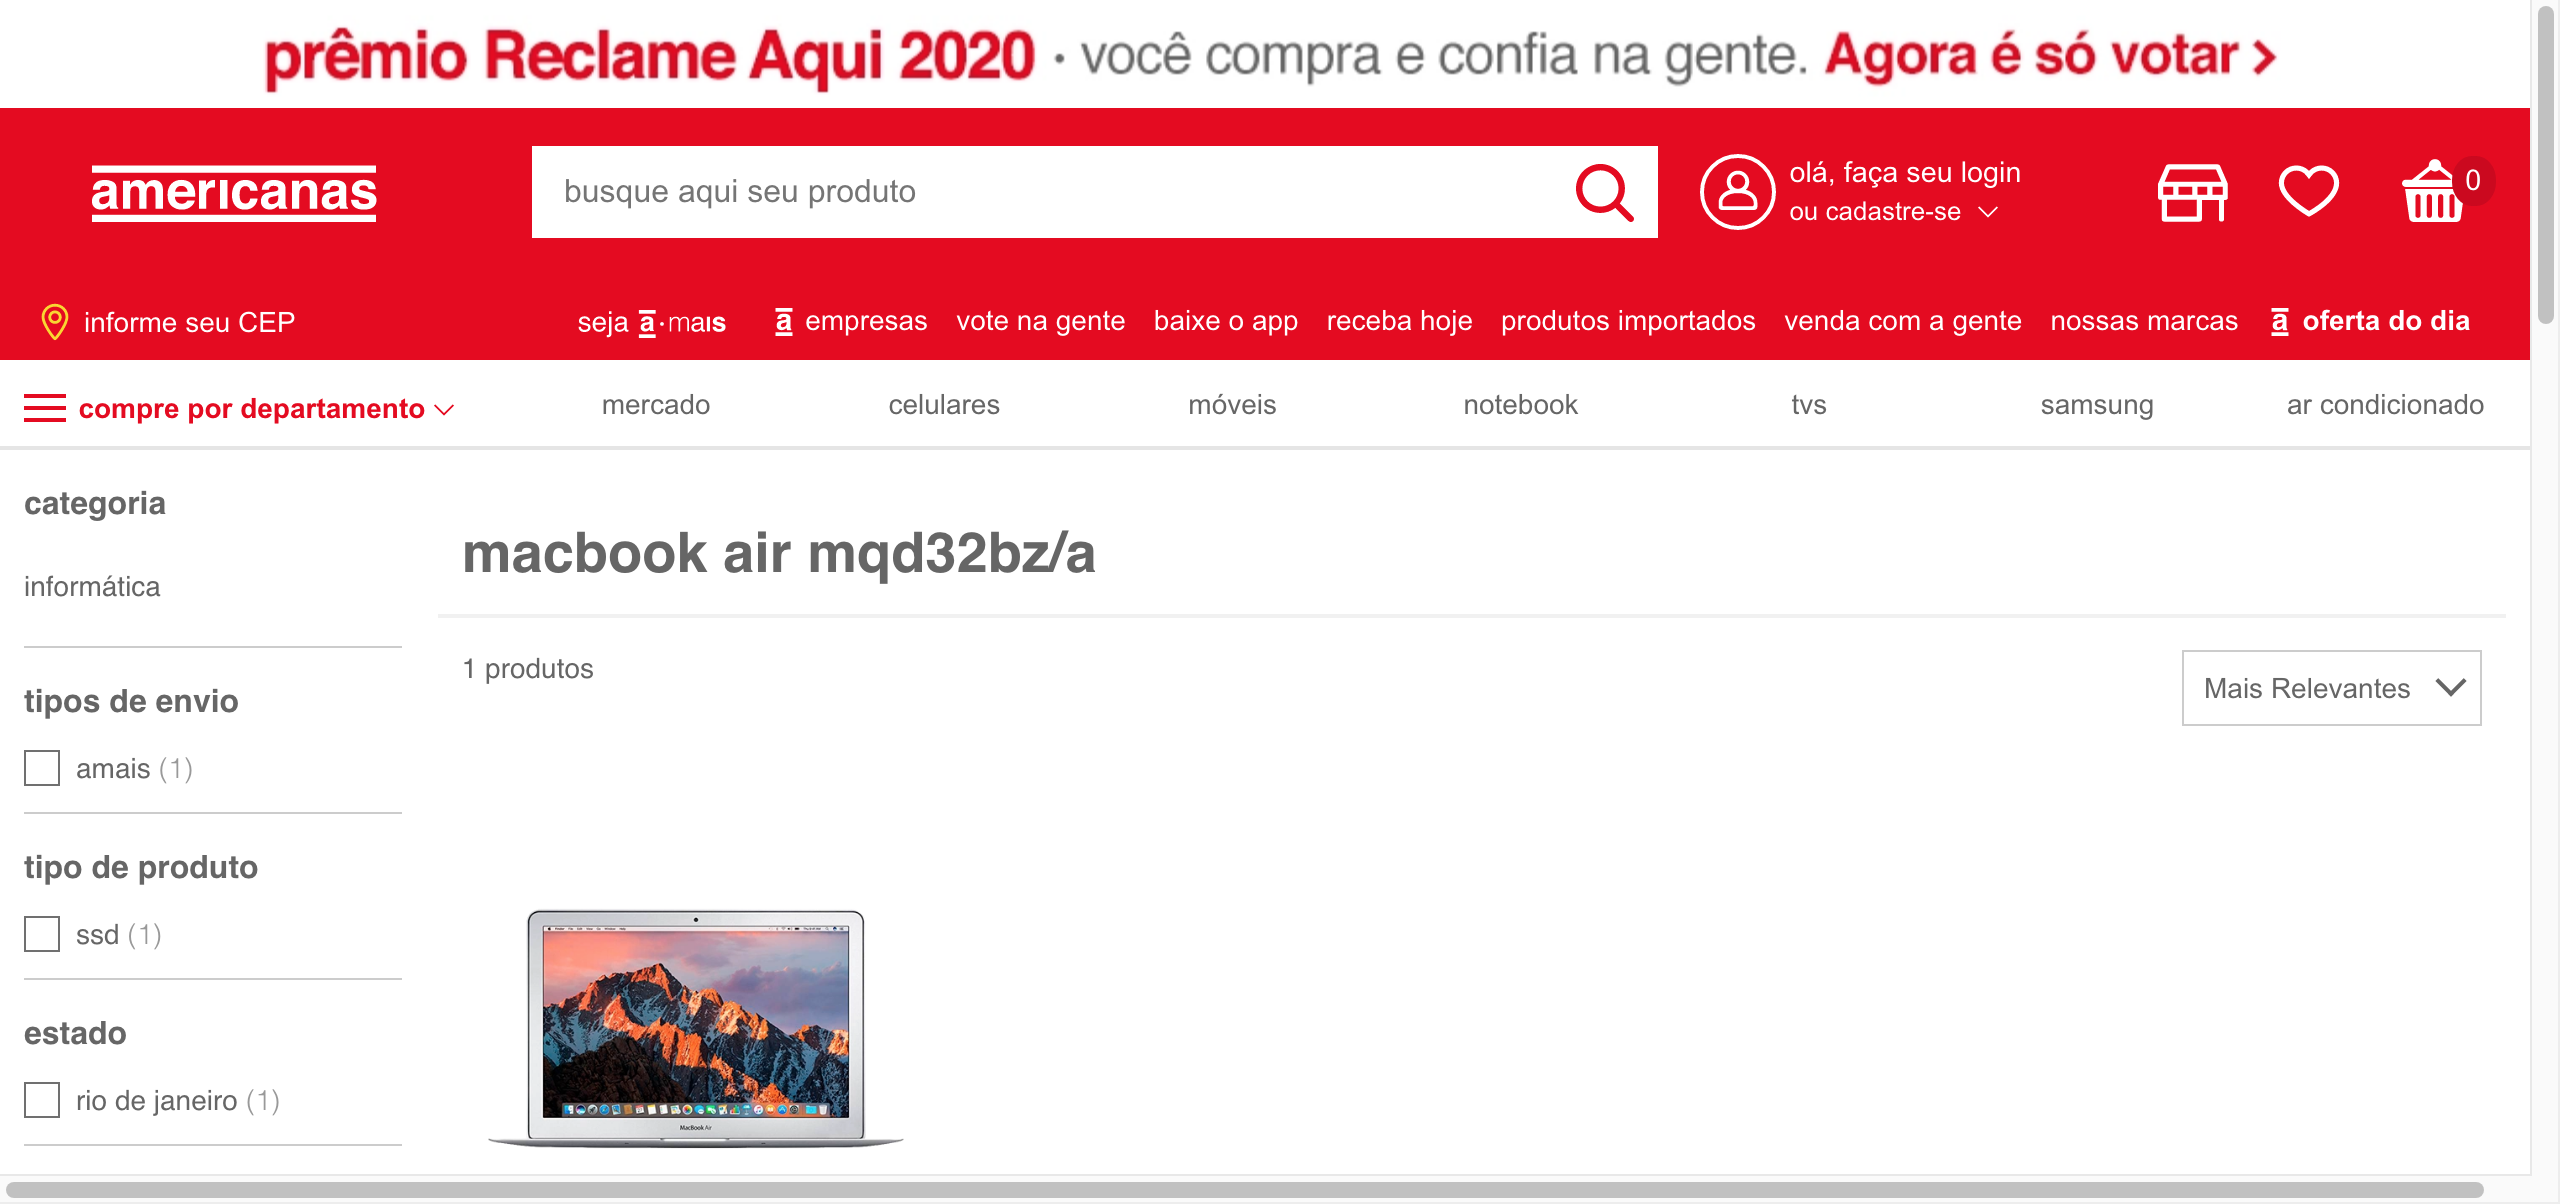 prêmio Reclame Aqui 2020 · você compra e confia na gente. Agora é só votar >
americanas
busque aqui seu produto
olá, faça seu login
ou cadastre-se
0
informe seu CEP
seja a·mais
a empresas
vote na gente
baixe o app
receba hoje
produtos importados
venda com a gente
nossas marcas
a oferta do dia
compre por departamento
mercado
celulares
móveis
notebook
tvs
samsung
ar condicionado
categoria
informática
tipos de envio
amais (1)
tipo de produto
ssd (1)
estado
rio de janeiro (1)
macbook air mqd32bz/a
1 produtos
Mais Relevantes
MacBook Air